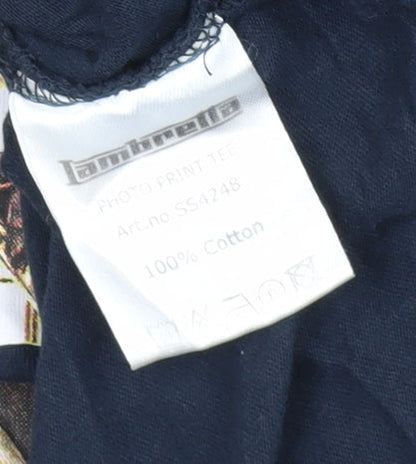 lambretta
PHOTO PRINT TEE
Art.no SS4248
100% Cotton